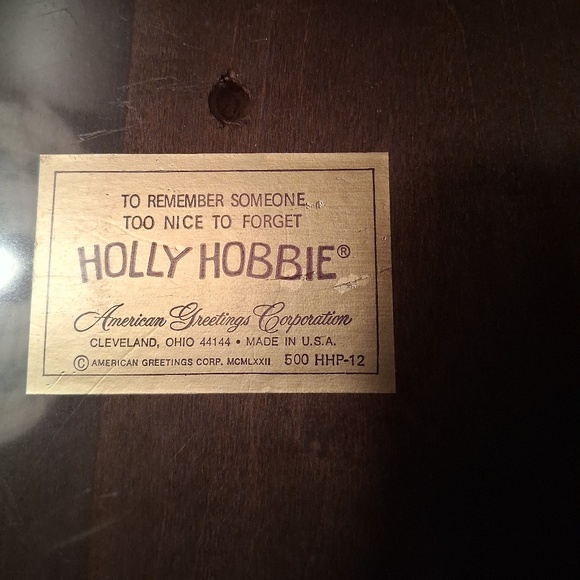 TO REMEMBER SOMEONE
TOO NICE TO FORGET
HOLLY HOBBIE®
American Greetings Corporation
CLEVELAND, OHIO 44144 • MADE IN U.S.A.
© AMERICAN GREETINGS CORP. MCMLXXII 500 HHP-12